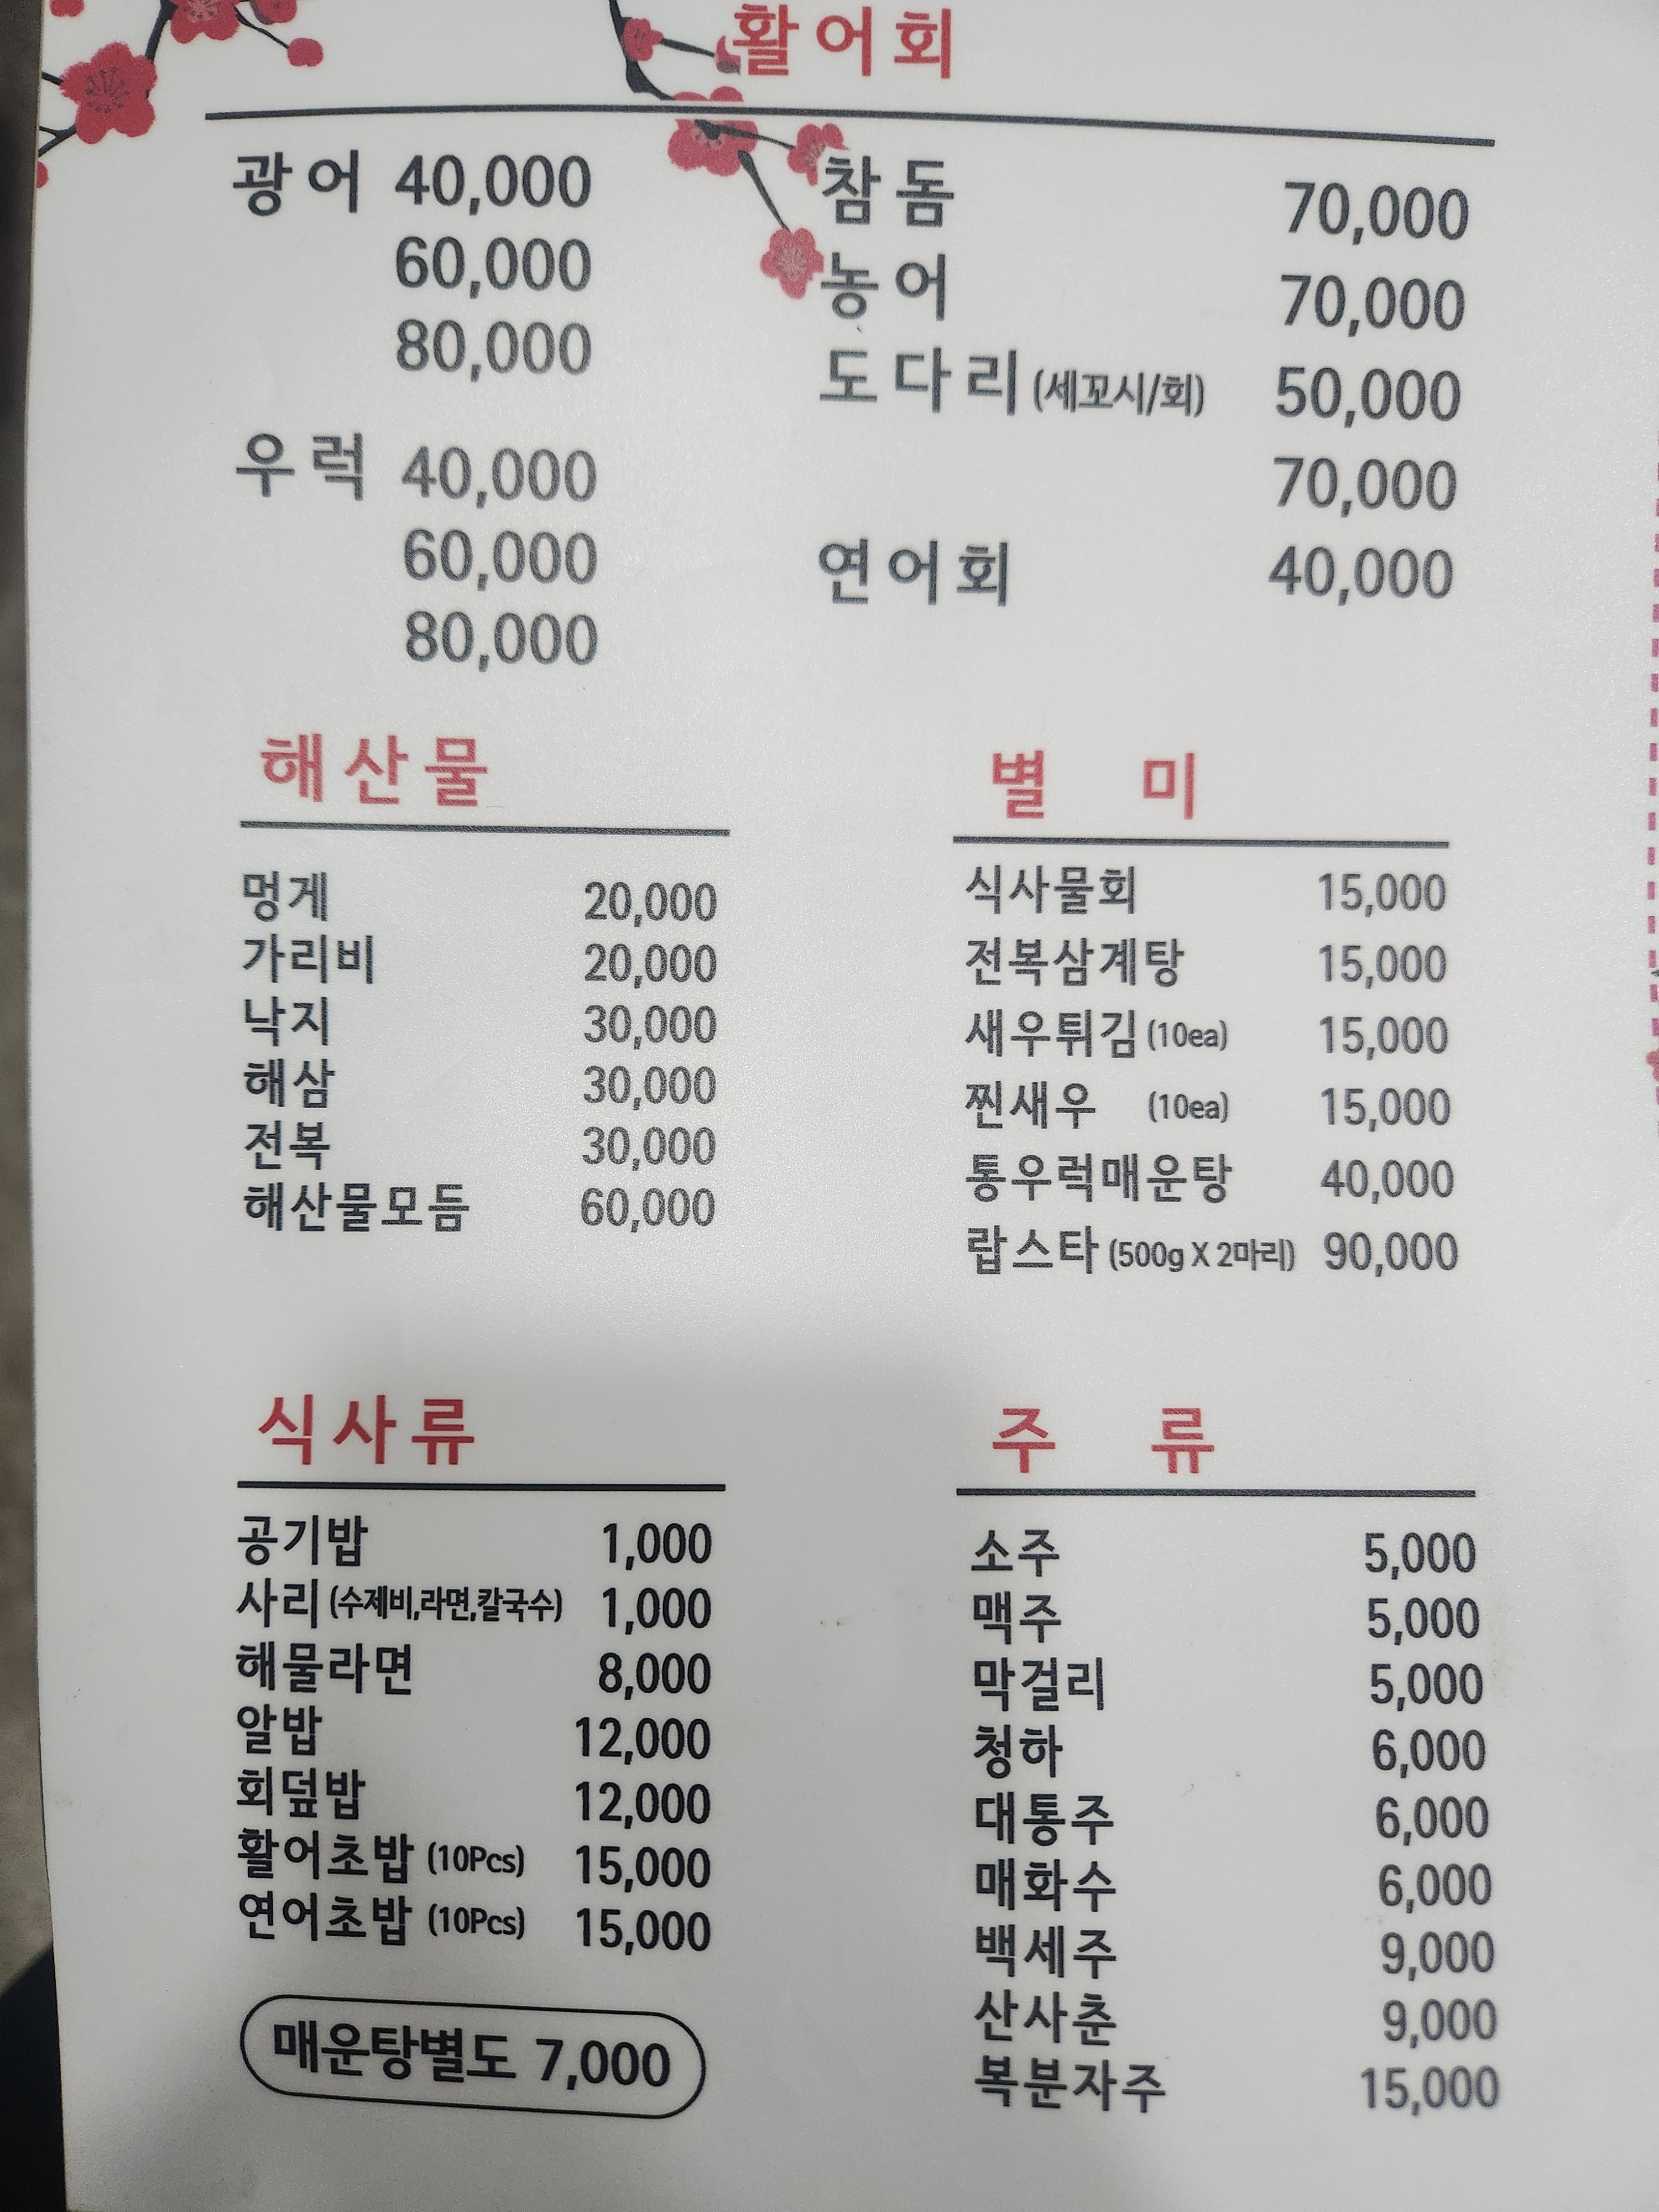 활어회
광어 40,000
60,000
80,000
우럭 40,000
60,000
80,000
참돔 70,000
농어 70,000
도다리 (세꼬시/회) 50,000
70,000
연어회 40,000
해산물
멍게 20,000
가리비 20,000
낙지 30,000
해삼 30,000
전복 30,000
해산물모듬 60,000
별 미
식사물회 15,000
전복삼계탕 15,000
새우튀김 (10ea) 15,000
찐새우 (10ea) 15,000
통우럭매운탕 40,000
랍스타 (500g X 2마리) 90,000
식사류
공기밥 1,000
사리 (수제비,라면,칼국수) 1,000
해물라면 8,000
알밥 12,000
회덮밥 12,000
활어초밥 (10Pcs) 15,000
연어초밥 (10Pcs) 15,000
매운탕별도 7,000
주 류
소주 5,000
맥주 5,000
막걸리 5,000
청하 6,000
대통주 6,000
매화수 6,000
백세주 9,000
산사춘 9,000
복분자주 15,000